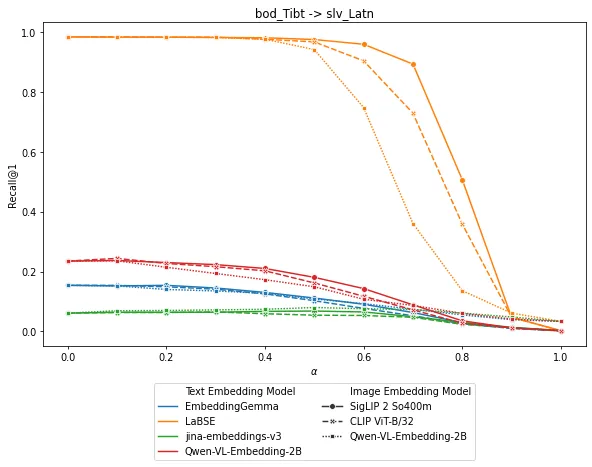 bod_Tibt -> slv_Latn
Recall@1
1.0
0.8
0.6
0.4
0.2
0.0
0.0 0.2 0.4 0.6 0.8 1.0
α
Text Embedding Model
EmbeddingGemma
LaBSE
jina-embeddings-v3
Qwen-VL-Embedding-2B
Image Embedding Model
SigLIP 2 So400m
CLIP ViT-B/32
Qwen-VL-Embedding-2B